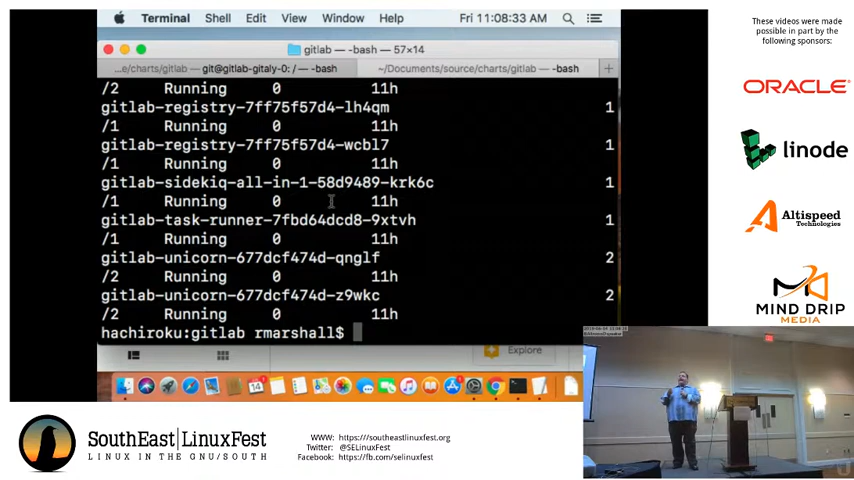 Terminal Shell Edit View Window Help Fri 11:08:33 AM
gitlab — -bash — 57×14
...e/charts/gitlab — git@gitlab-gitaly-0: / — -bash ~/Documents/source/charts/gitlab — -bash +
/2 Running 0 11h
gitlab-registry-7ff75f57d4-lh4qm 1
/1 Running 0 11h
gitlab-registry-7ff75f57d4-wcbl7 1
/1 Running 0 11h
gitlab-sidekiq-all-in-1-58d9489-krk6c 1
/1 Running 0 11h
gitlab-task-runner-7fbd64dcd8-9xtvh 1
/1 Running 0 11h
gitlab-unicorn-677dcf474d-qnglf 2
/2 Running 0 11h
gitlab-unicorn-677dcf474d-z9wkc 2
/2 Running 0 11h
hachiroku:gitlab rmarshall$
Explore
These videos were made
possible in part by the
following sponsors:
ORACLE
linode
Altispeed
Technologies
MIND DRIP
MEDIA
SouthEast|LinuxFest
LINUX IN THE GNU/SOUTH
WWW: https:///southeastlinuxfest.org
Twitter: @SELinuxFest
Facebook: https://fb.com/selinuxfest